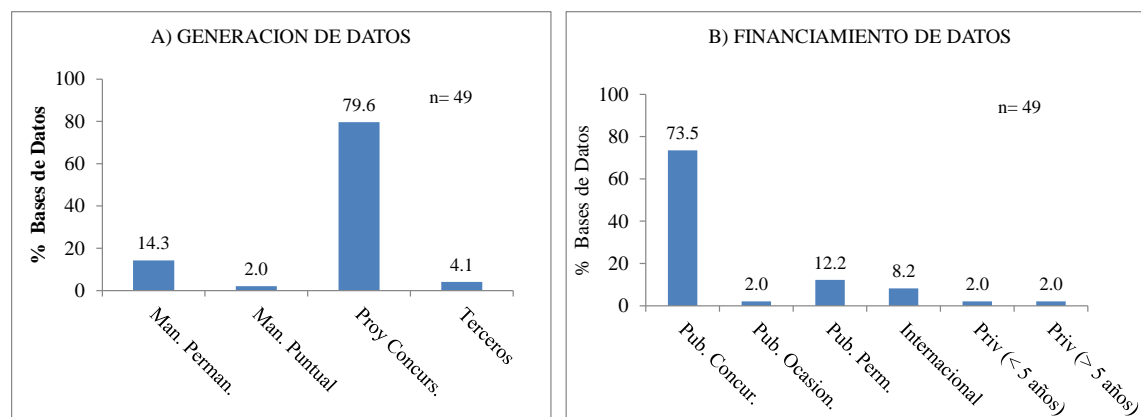 A) GENERACION DE DATOS
n= 49
% Bases de Datos
100
80
60
40
20
0
14.3
2.0
79.6
4.1
Man. Perman.
Man. Puntual
Proy Concurs.
Terceros
B) FINANCIAMIENTO DE DATOS
n= 49
% Bases de Datos
100
80
60
40
20
0
73.5
2.0
12.2
8.2
2.0
2.0
Pub. Concur.
Pub. Ocasion.
Pub. Perm.
Internacional
Priv (< 5 años)
Priv (> 5 años)